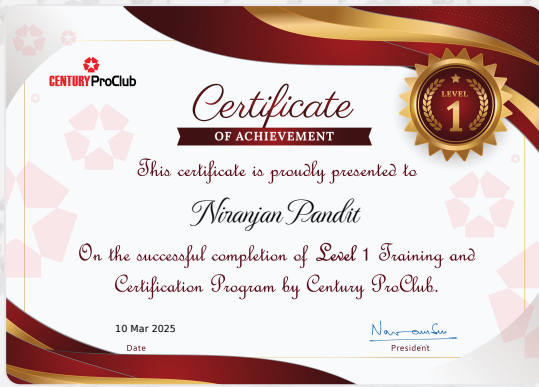 CENTURY ProClub
Certificate
OF ACHIEVEMENT
LEVEL
1
This certificate is proudly presented to
Niranjan Pandit
On the successful completion of Level 1 Training and
Certification Program by Century ProClub.
10 Mar 2025
Date
President